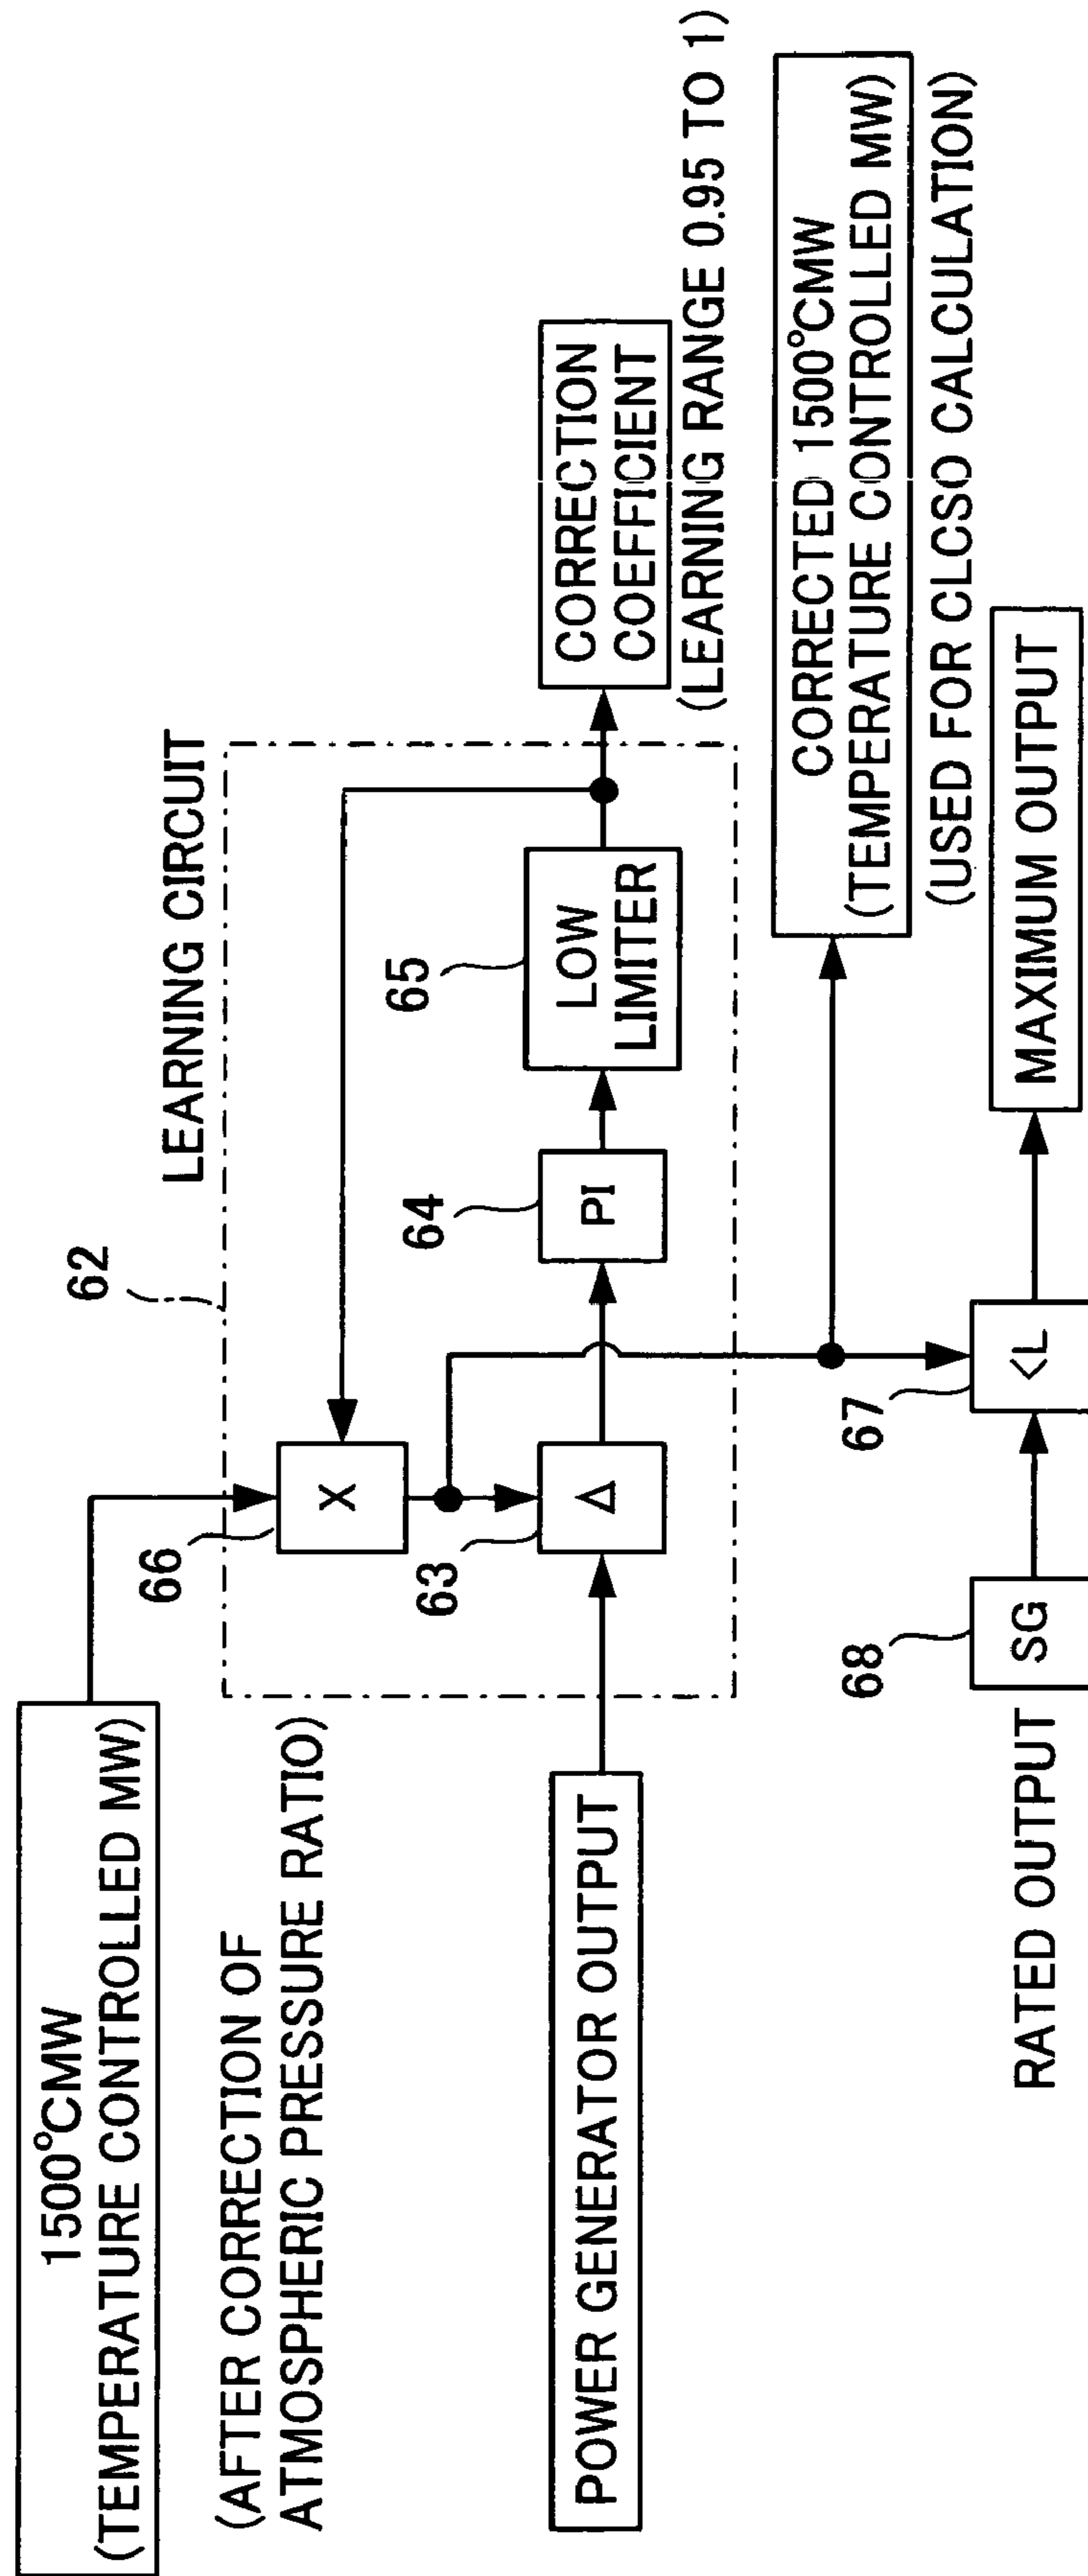 1500°CMW
(TEMPERATURE CONTROLLED MW)
(AFTER CORRECTION OF
ATMOSPHERIC PRESSURE RATIO)
POWER GENERATOR OUTPUT
RATED OUTPUT
62
LEARNING CIRCUIT
66
X
63
Δ
64
PI
65
LOW
LIMITER
CORRECTION
COEFFICIENT
(LEARNING RANGE 0.95 TO 1)
CORRECTED 1500°CMW
(TEMPERATURE CONTROLLED MW)
(USED FOR CLCSO CALCULATION)
68
SG
67
<L
MAXIMUM OUTPUT